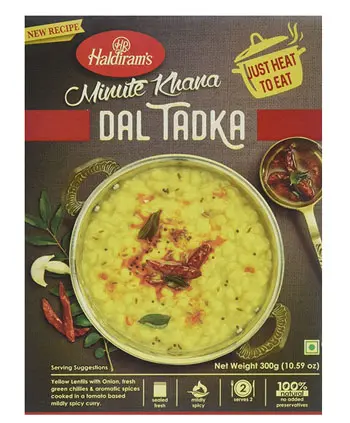 NEW RECIPE
HR
Haldiram's
Minute Khana
DAL TADKA
JUST HEAT
TO EAT
Serving Suggestions
Net Weight 300g (10.59 oz)
Yellow Lentils with Onion, fresh
green chillies & aromatic spices
cooked in a tomato based
mildly spicy curry.
sealed
fresh
mildly
spicy
2
serves 2
100%
natural
no added
preservatives